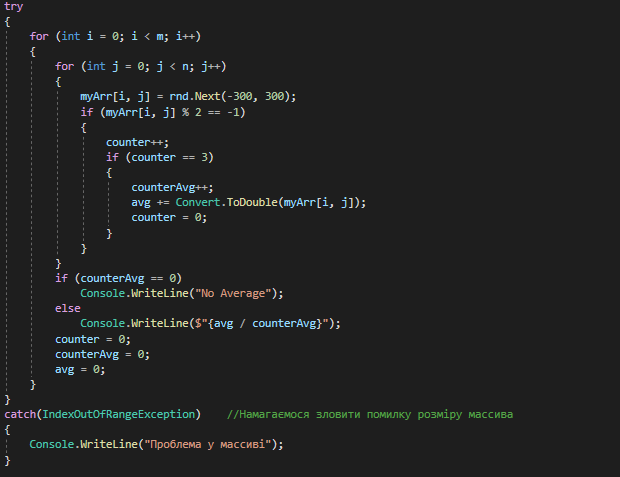 try
{
for (int i = 0; i < m; i++)
{
for (int j = 0; j < n; j++)
{
myArr[i, j] = rnd.Next(-300, 300);
if (myArr[i, j] % 2 == -1)
{
counter++;
if (counter == 3)
{
counterAvg++;
avg += Convert.ToDouble(myArr[i, j]);
counter = 0;
}
}
}
if (counterAvg == 0)
Console.WriteLine("No Average");
else
Console.WriteLine($"{avg / counterAvg}");
counter = 0;
counterAvg = 0;
avg = 0;
}
}
catch(IndexOutOfRangeException) //Намагаємося зловити помилку розміру массива
{
Console.WriteLine("Проблема у массиві");
}